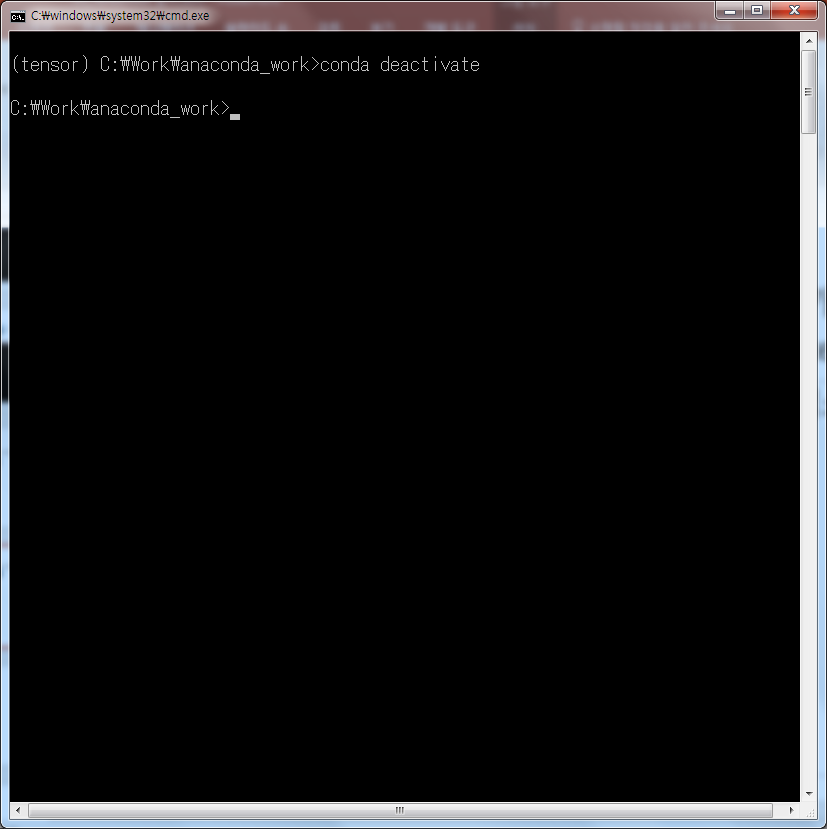 C:₩windows₩system32₩cmd.exe
(tensor) C:₩Work₩anaconda_work>conda deactivate
C:₩Work₩anaconda_work>